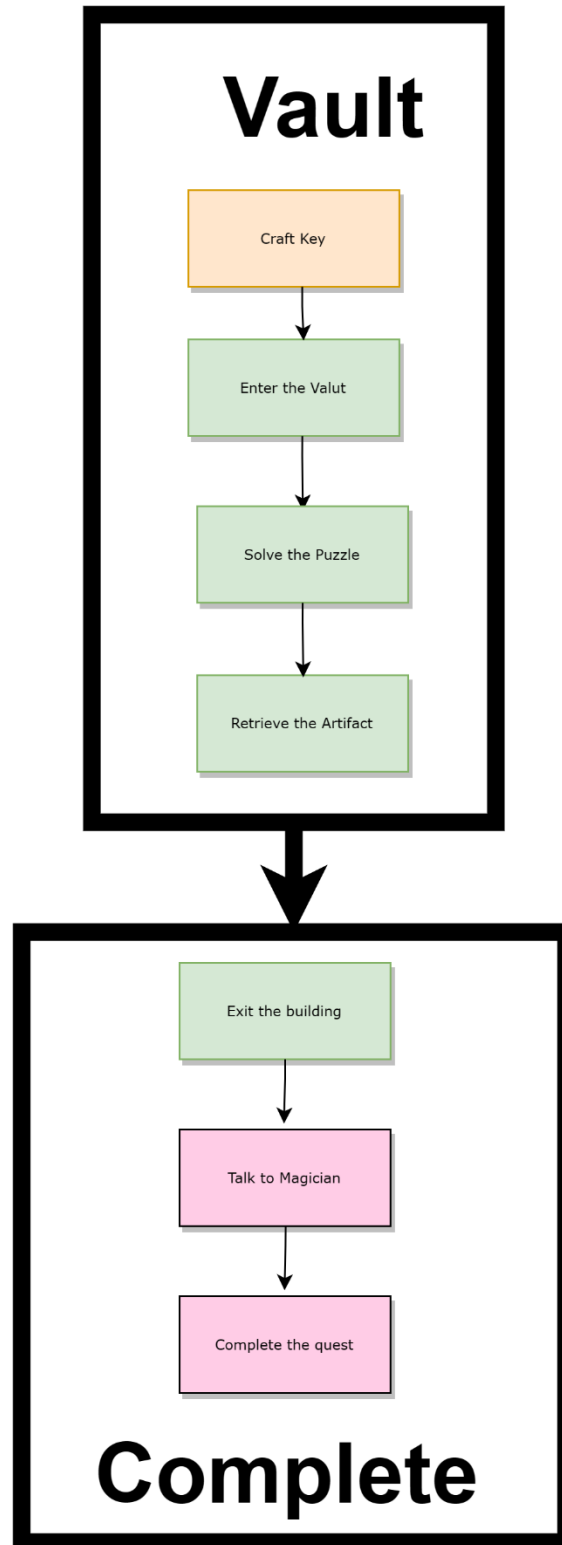 Vault
Craft Key
Enter the Valut
Solve the Puzzle
Retrieve the Artifact
Exit the building
Talk to Magician
Complete the quest
Complete